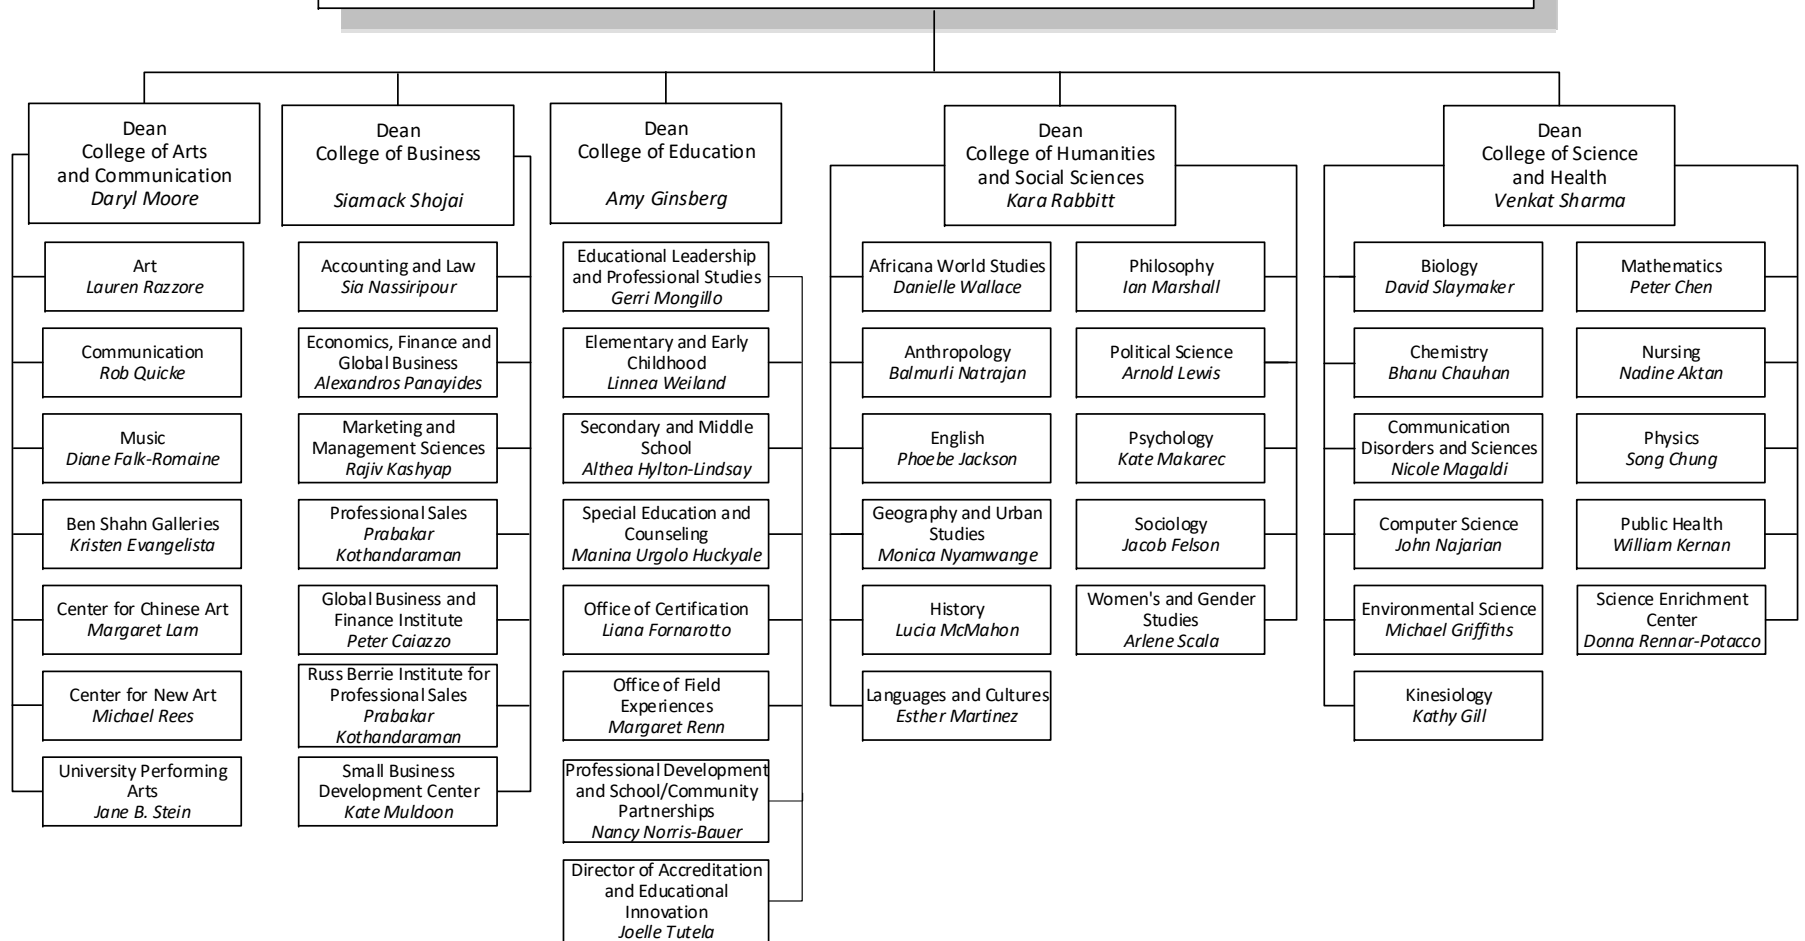 Dean
College of Arts
and Communication
Daryl Moore
Art
Lauren Razzore
Communication
Rob Quicke
Music
Diane Falk-Romaine
Ben Shahn Galleries
Kristen Evangelista
Center for Chinese Art
Margaret Lam
Center for New Art
Michael Rees
University Performing
Arts
Jane B. Stein
Dean
College of Business
Siamack Shojai
Accounting and Law
Sia Nassiripour
Economics, Finance and
Global Business
Alexandros Panayides
Marketing and
Management Sciences
Rajiv Kashyap
Professional Sales
Prabakar
Kothandaraman
Global Business and
Finance Institute
Peter Caiazzo
Russ Berrie Institute for
Professional Sales
Prabakar
Kothandaraman
Small Business
Development Center
Kate Muldoon
Dean
College of Education
Amy Ginsberg
Educational Leadership
and Professional Studies
Gerri Mongillo
Elementary and Early
Childhood
Linnea Weiland
Secondary and Middle
School
Althea Hylton-Lindsay
Special Education and
Counseling
Manina Urgolo Huckyale
Office of Certification
Liana Fornarotto
Office of Field
Experiences
Margaret Renn
Professional Development
and School/Community
Partnerships
Nancy Norris-Bauer
Director of Accreditation
and Educational
Innovation
Joelle Tutela
Dean
College of Humanities
and Social Sciences
Kara Rabbitt
Africana World Studies
Danielle Wallace
Anthropology
Balmurli Natrajan
English
Phoebe Jackson
Geography and Urban
Studies
Monica Nyamwange
History
Lucia McMahon
Languages and Cultures
Esther Martinez
Philosophy
Ian Marshall
Political Science
Arnold Lewis
Psychology
Kate Makarec
Sociology
Jacob Felson
Women's and Gender
Studies
Arlene Scala
Dean
College of Science
and Health
Venkat Sharma
Biology
David Slaymaker
Chemistry
Bhanu Chauhan
Communication
Disorders and Sciences
Nicole Magaldi
Computer Science
John Najarian
Environmental Science
Michael Griffiths
Kinesiology
Kathy Gill
Mathematics
Peter Chen
Nursing
Nadine Aktan
Physics
Song Chung
Public Health
William Kernan
Science Enrichment
Center
Donna Rennar-Potacco